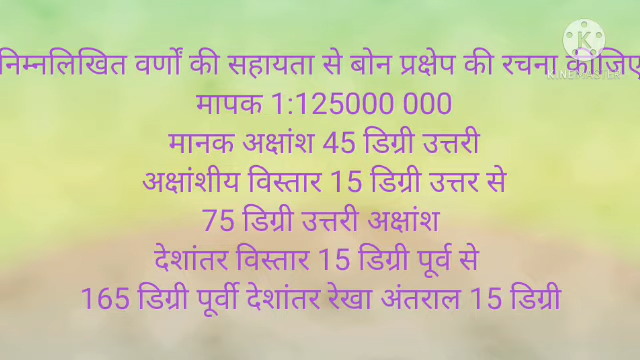 निम्नलिखित वर्णों की सहायता से बोन प्रक्षेप की रचना कीजिए
मापक 1:125000 000
मानक अक्षांश 45 डिग्री उत्तरी
अक्षांशीय विस्तार 15 डिग्री उत्तर से
75 डिग्री उत्तरी अक्षांश
देशांतर विस्तार 15 डिग्री पूर्व से
165 डिग्री पूर्वी देशांतर रेखा अंतराल 15 डिग्री
KINEMASTER